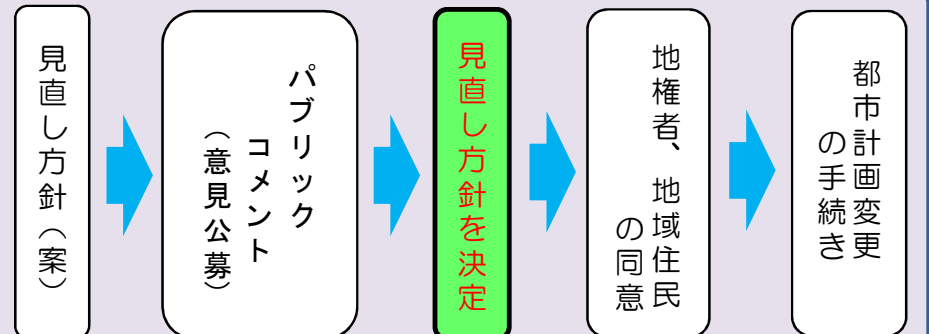 見直し方針（案）
パブリック
コメント
（意見公募）
見直し方針を決定
地権者、地域住民
の同意
都市計画変更
の手続き